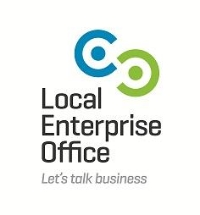 Local
Enterprise
Office
Let's talk business